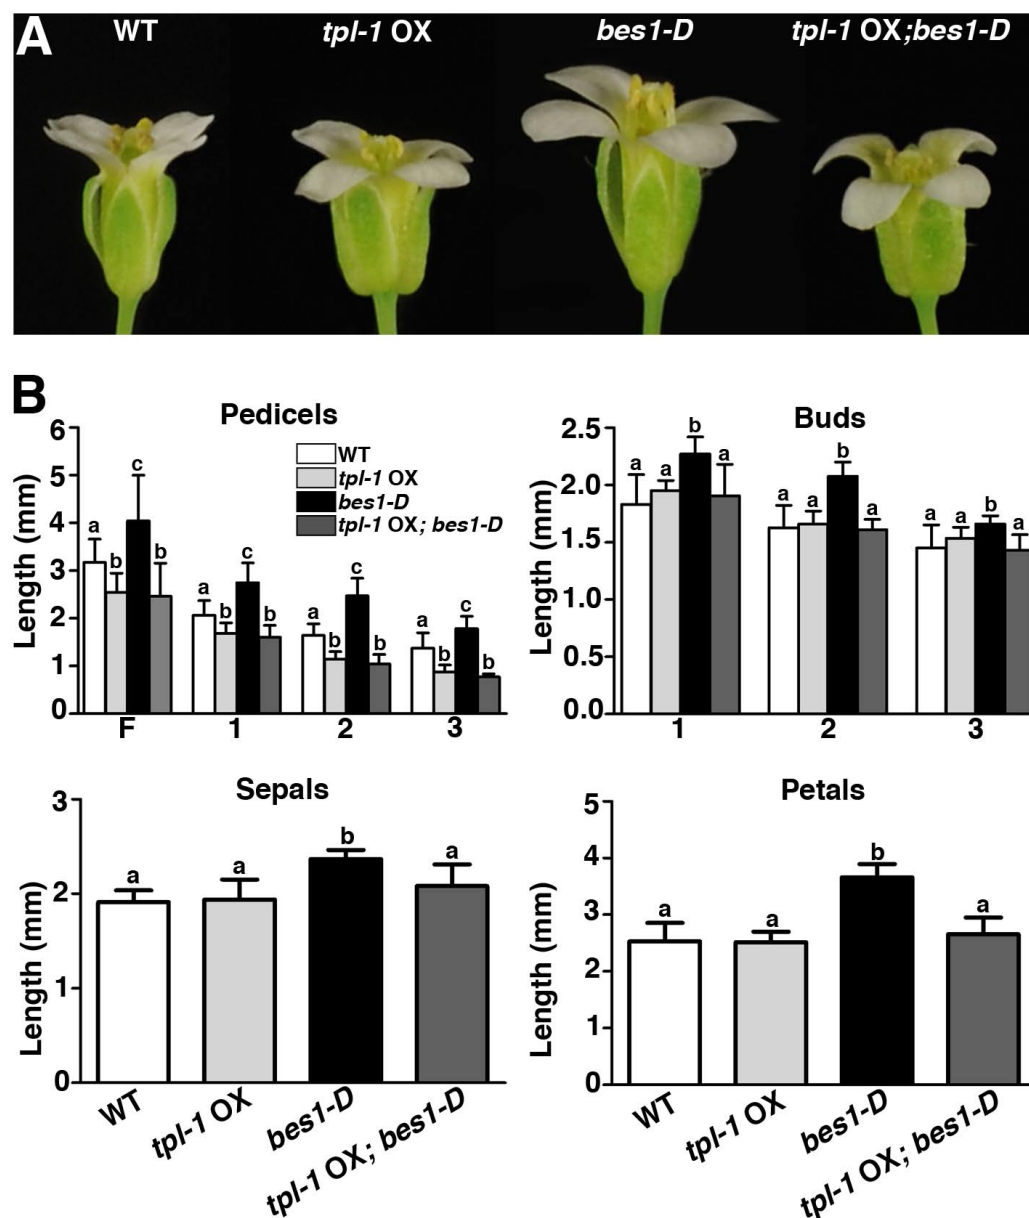 A
WT
tpl-1 OX
bes1-D
tpl-1 OX;bes1-D
B
Pedicels
WT
tpl-1 OX
bes1-D
tpl-1 OX; bes1-D
Length (mm)
6
5
4
3
2
1
0
a b c b
a b c b
a b c b
a b c b
F 1 2 3
Buds
Length (mm)
2.5
2.0
1.5
1.0
0.5
0.0
a a b a
a a b a
a a b a
1 2 3
Sepals
Length (mm)
3
2
1
0
a a b a
WT
tpl-1 OX
bes1-D
tpl-1 OX; bes1-D
Petals
Length (mm)
5
4
3
2
1
0
a a b a
WT
tpl-1 OX
bes1-D
tpl-1 OX; bes1-D